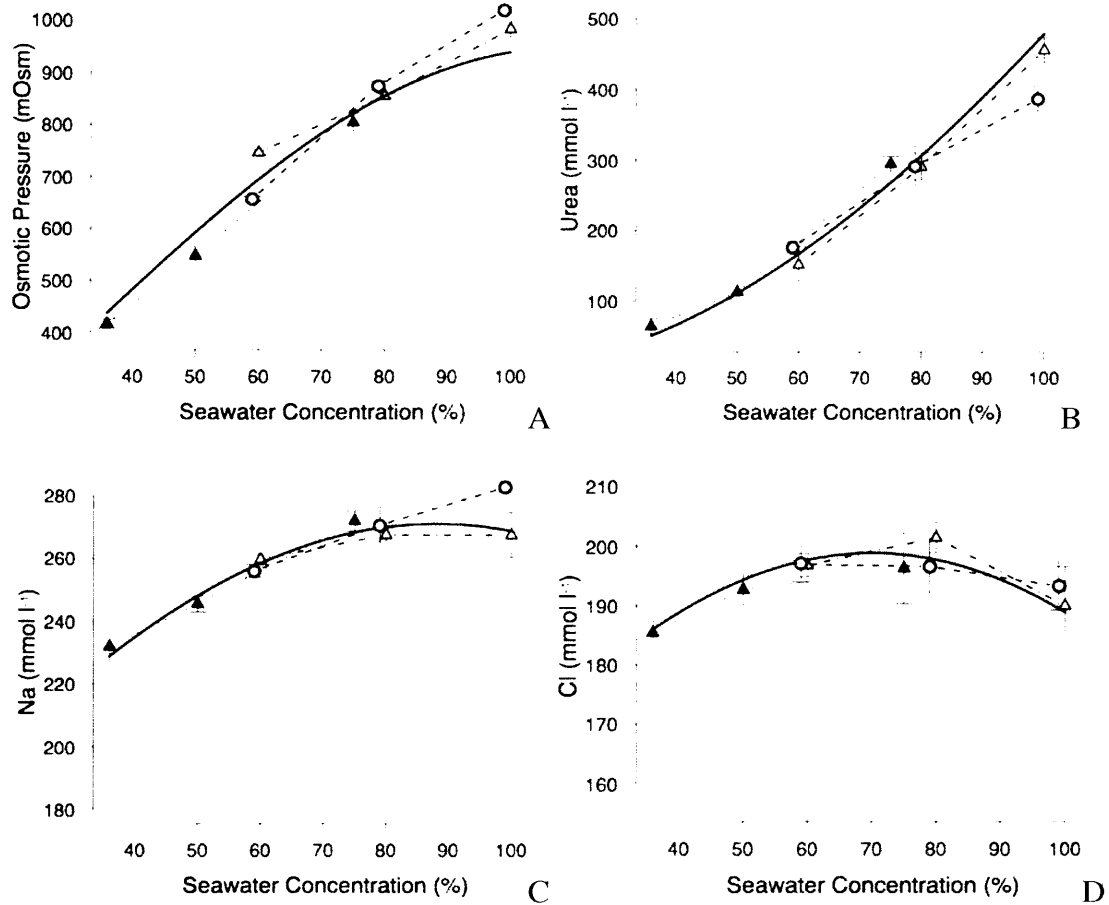 1000
900
800
700
600
500
400
Osmotic Pressure (mOsm)
40 50 60 70 80 90 100
Seawater Concentration (%)
A
500
400
300
200
100
Urea (mmol l⁻¹)
40 50 60 70 80 90 100
Seawater Concentration (%)
B
280
260
240
220
200
180
Na (mmol l⁻¹)
40 50 60 70 80 90 100
Seawater Concentration (%)
C
210
200
190
180
170
160
Cl (mmol l⁻¹)
40 50 60 70 80 90 100
Seawater Concentration (%)
D